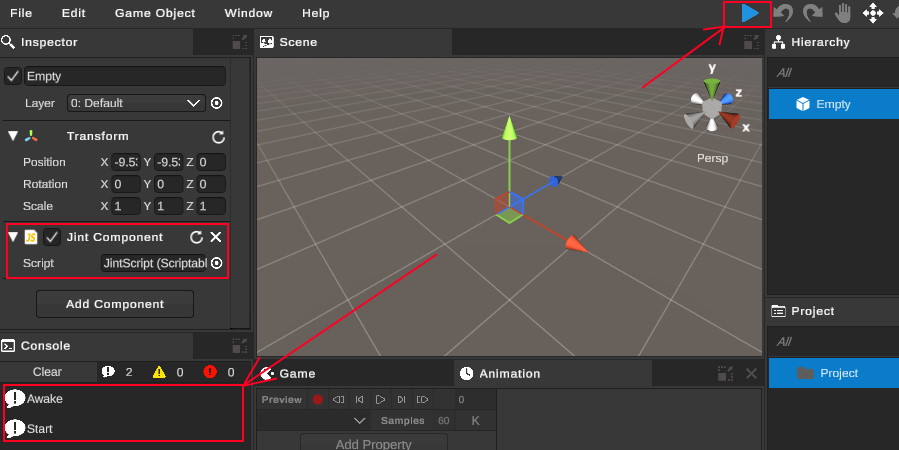 File Edit Game Object Window Help
Inspector
Empty
Layer 0: Default
Transform
Position X -9.53 Y -9.53 Z 0
Rotation X 0 Y 0 Z 0
Scale X 1 Y 1 Z 1
JS Jint Component
Script JintScript (Scriptabl
Add Component
Console
Clear 2 0 0
Awake
Start
Scene
y
z
x
Persp
Game
Animation
Preview 0
Samples 60 K
Add Property
Hierarchy
All
Empty
Project
All
Project